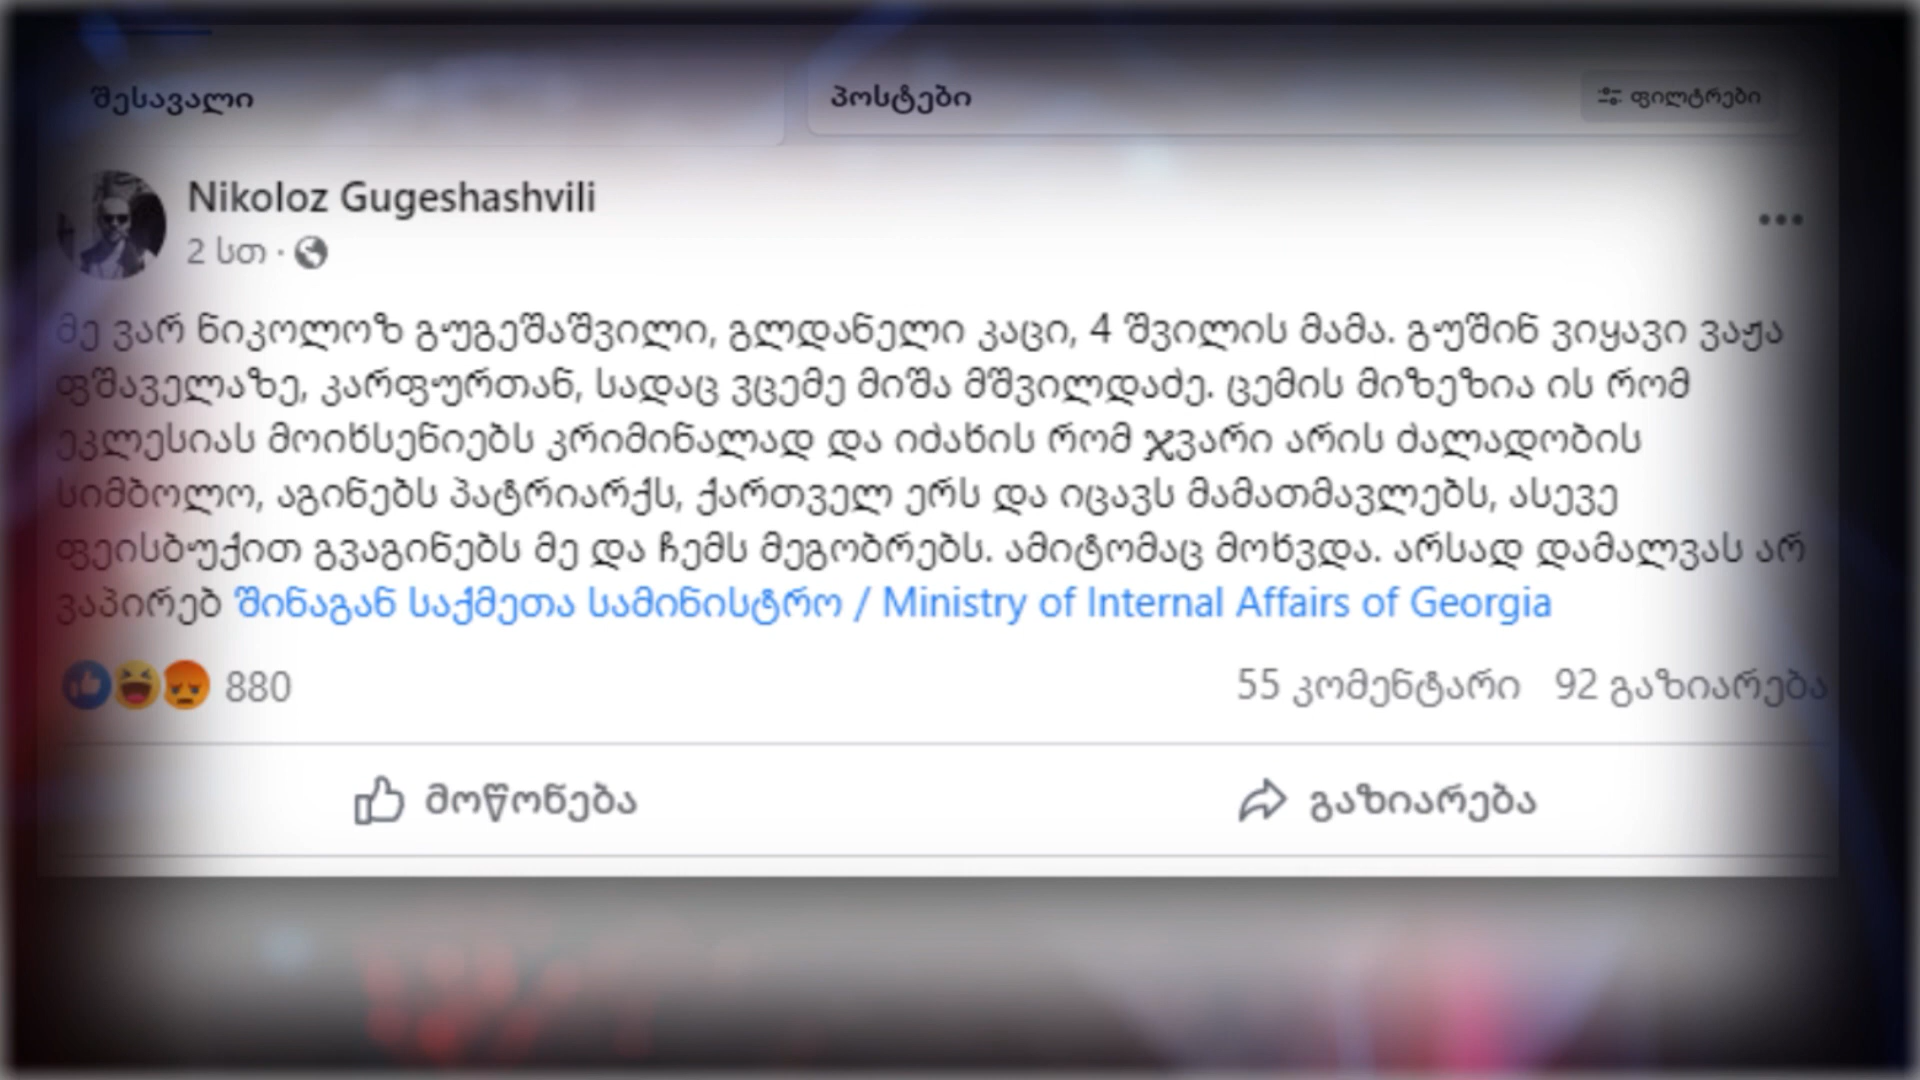 შესავალი
პოსტები
ფილტრები
Nikoloz Gugeshashvili
2 სთ ·
მე ვარ ნიკოლოზ გუგეშაშვილი, გლდანელი კაცი, 4 შვილის მამა. გუშინ ვიყავი ვაჟა
ფშაველაზე, კარფურთან, სადაც ვცემე მიშა მშვილდაძე. ცემის მიზეზია ის რომ
ეკლესიას მოიხსენიებს კრიმინალად და იძახის რომ ჯვარი არის ძალადობის
სიმბოლო, აგინებს პატრიარქს, ქართველ ერს და იცავს მამათმავლებს, ასევე
ფეისბუქით გვაგინებს მე და ჩემს მეგობრებს. ამიტომაც მოხვდა. არსად დამალვას არ
ვაპირებ შინაგან საქმეთა სამინისტრო / Ministry of Internal Affairs of Georgia
880
55 კომენტარი 92 გაზიარება
მოწონება
გაზიარება